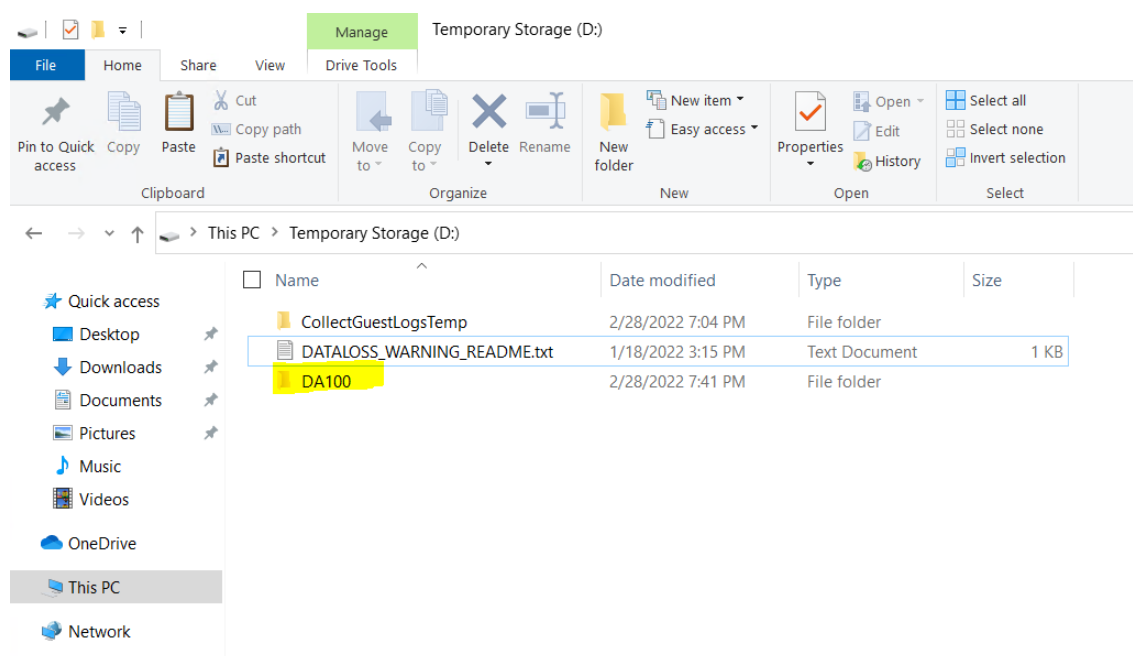 Manage Temporary Storage (D:)
File Home Share View Drive Tools
Pin to Quick access
Copy
Paste
Cut
Copy path
Paste shortcut
Move to
Copy to
Delete
Rename
New folder
New item
Easy access
Properties
Open
Edit
History
Select all
Select none
Invert selection
Clipboard Organize New Open Select
This PC > Temporary Storage (D:)
Name Date modified Type Size
Quick access
Desktop
Downloads
Documents
Pictures
Music
Videos
OneDrive
This PC
Network
CollectGuestLogsTemp 2/28/2022 7:04 PM File folder
DATALOSS_WARNING_README.txt 1/18/2022 3:15 PM Text Document 1 KB
DA100 2/28/2022 7:41 PM File folder